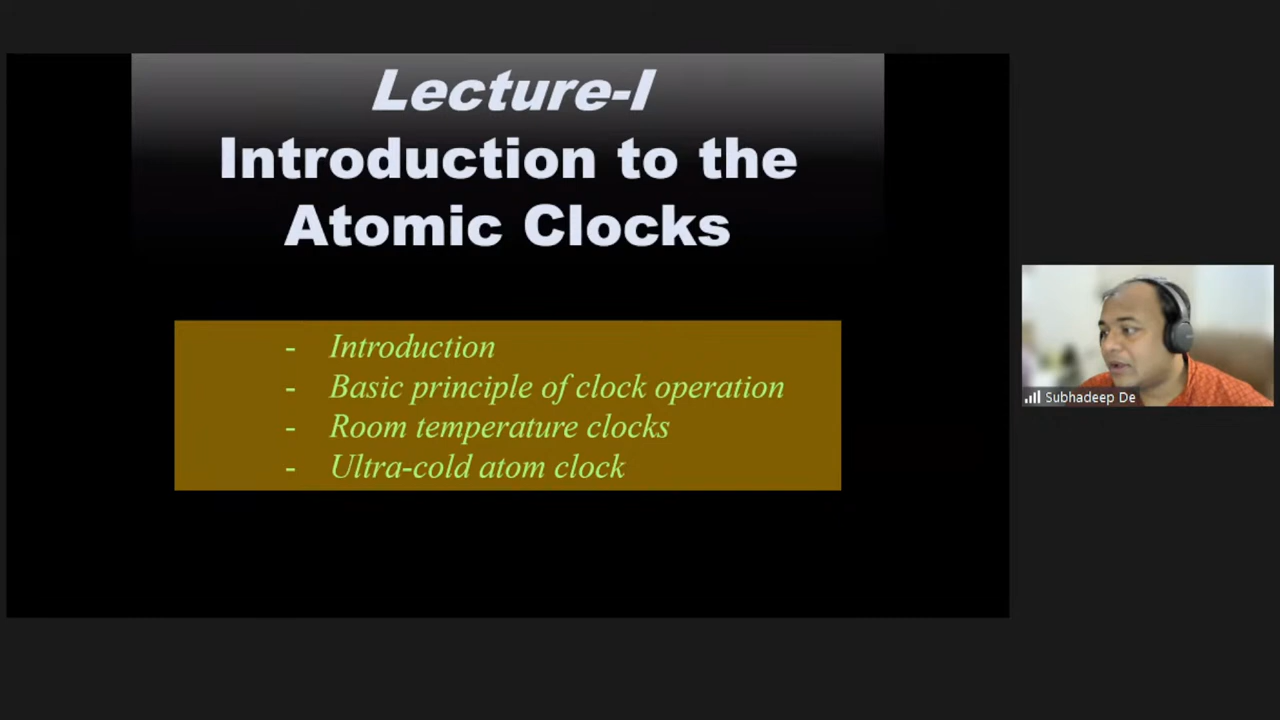 Lecture-I
Introduction to the
Atomic Clocks
- Introduction
- Basic principle of clock operation
- Room temperature clocks
- Ultra-cold atom clock
Subhadeep De